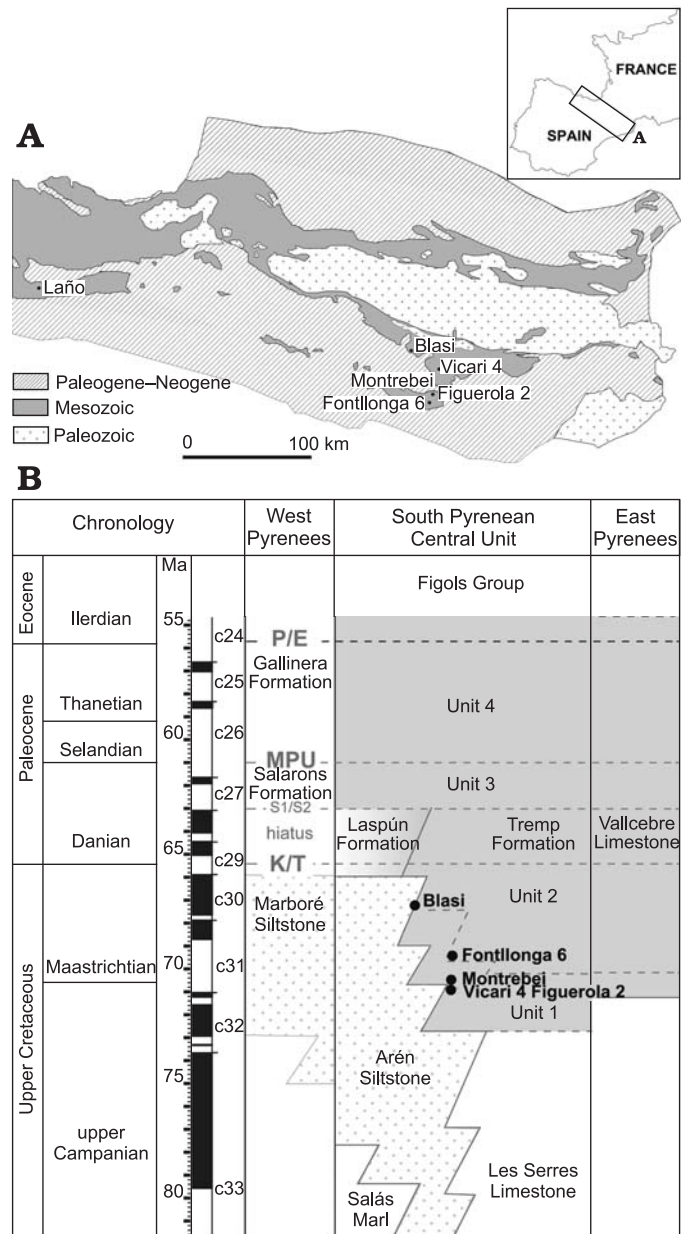 A
FRANCE
SPAIN
A
Laño
Blasi
Vicari 4
Montrebei
Figuerola 2
Fontllonga 6
Paleogene–Neogene
Mesozoic
Paleozoic
0 100 km
B
Chronology
West
Pyrenees
South Pyrenean
Central Unit
East
Pyrenees
Ma
Figols Group
Eocene
Ilerdian
55
c24
P/E
Gallinera
Formation
c25
Paleocene
Thanetian
Unit 4
60
c26
Selandian
MPU
Salarons
Formation
Unit 3
c27
S1/S2
hiatus
Laspún
Formation
Tremp
Formation
Vallcebre
Limestone
Danian
65
c29
K/T
Marboré
Siltstone
c30
Blasi
Unit 2
Fontllonga 6
Maastrichtian
70
c31
Montrebei
Vicari 4 Figuerola 2
Unit 1
c32
Upper Cretaceous
Arén
Siltstone
75
upper
Campanian
Les Serres
Limestone
80
c33
Salás
Marl